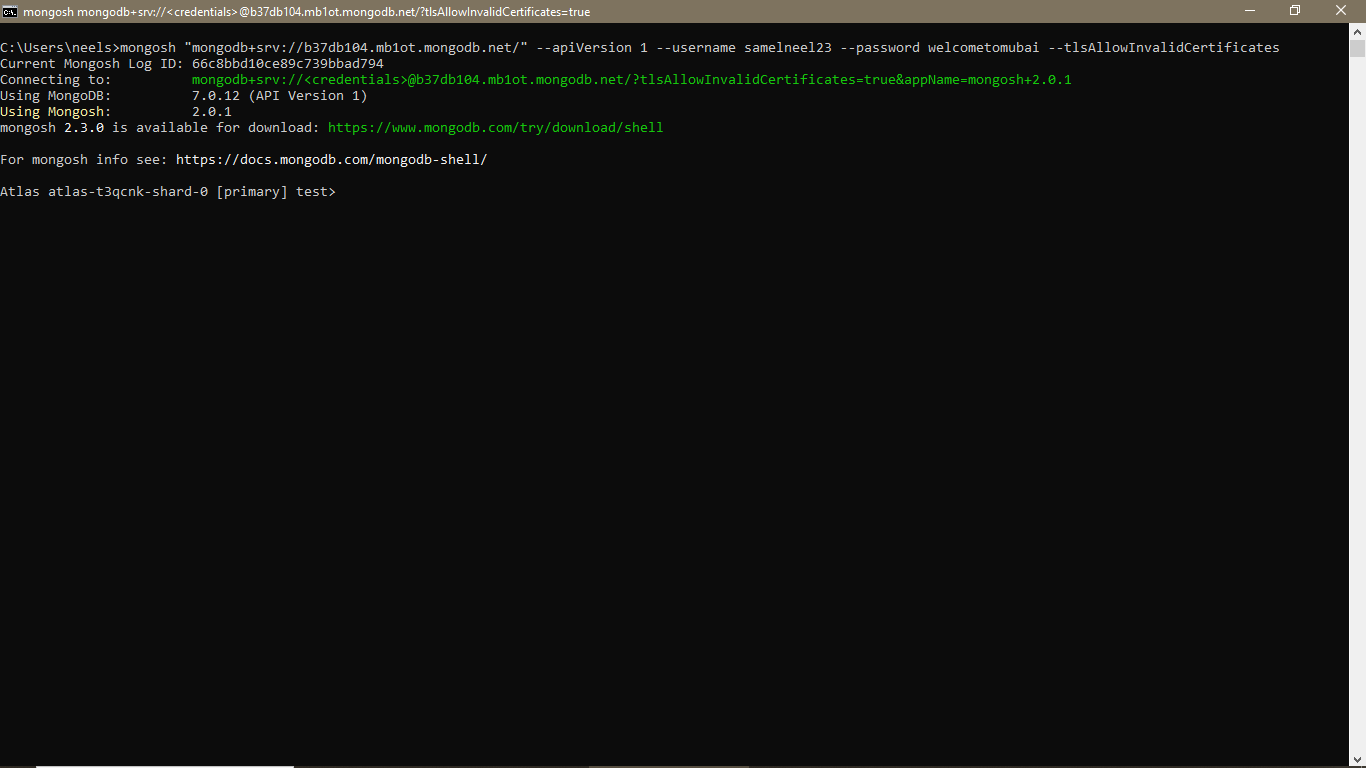 mongosh mongodb+srv://<credentials>@b37db104.mb1ot.mongodb.net/?tlsAllowInvalidCertificates=true
C:\Users\neels>mongosh "mongodb+srv://b37db104.mb1ot.mongodb.net/" --apiVersion 1 --username samelneel23 --password welcometomubai --tlsAllowInvalidCertificates
Current Mongosh Log ID: 66c8bbd10ce89c739bbad794
Connecting to: mongodb+srv://<credentials>@b37db104.mb1ot.mongodb.net/?tlsAllowInvalidCertificates=true&appName=mongosh+2.0.1
Using MongoDB: 7.0.12 (API Version 1)
Using Mongosh: 2.0.1
mongosh 2.3.0 is available for download: https://www.mongodb.com/try/download/shell
For mongosh info see: https://docs.mongodb.com/mongodb-shell/
Atlas atlas-t3qcnk-shard-0 [primary] test>